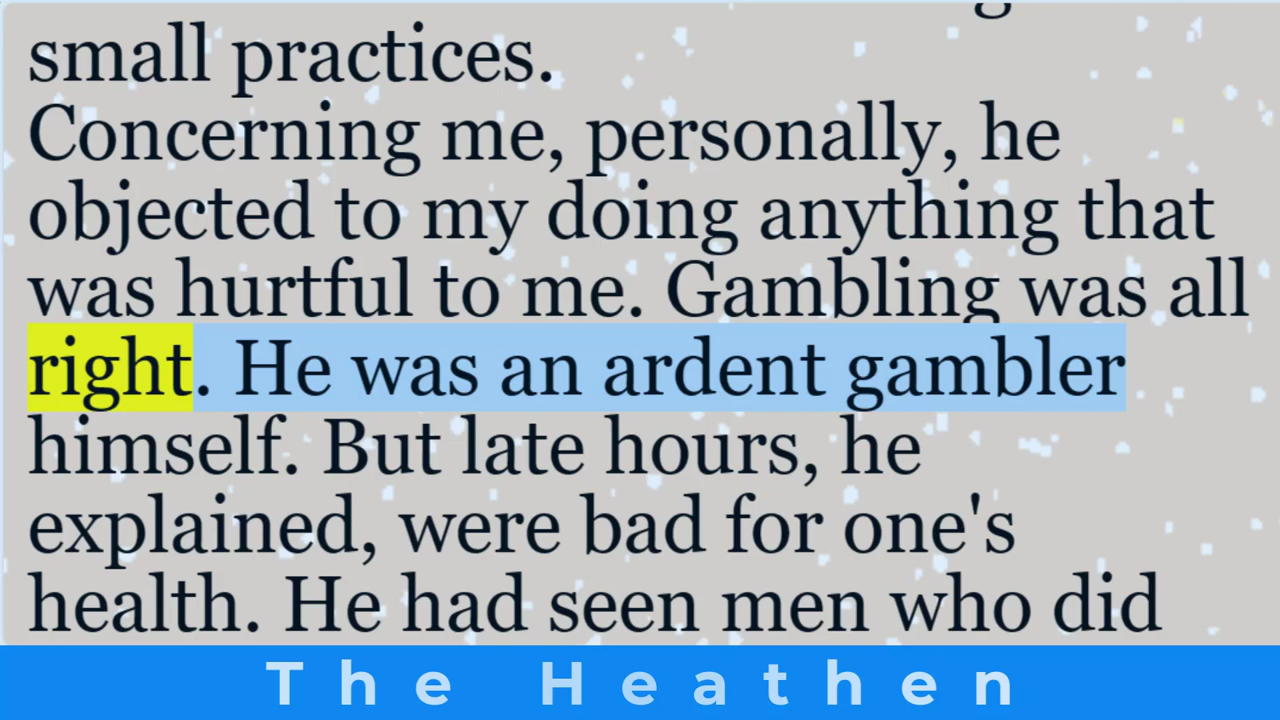 small practices.
Concerning me, personally, he
objected to my doing anything that
was hurtful to me. Gambling was all
right. He was an ardent gambler
himself. But late hours, he
explained, were bad for one's
health. He had seen men who did
The Heathen